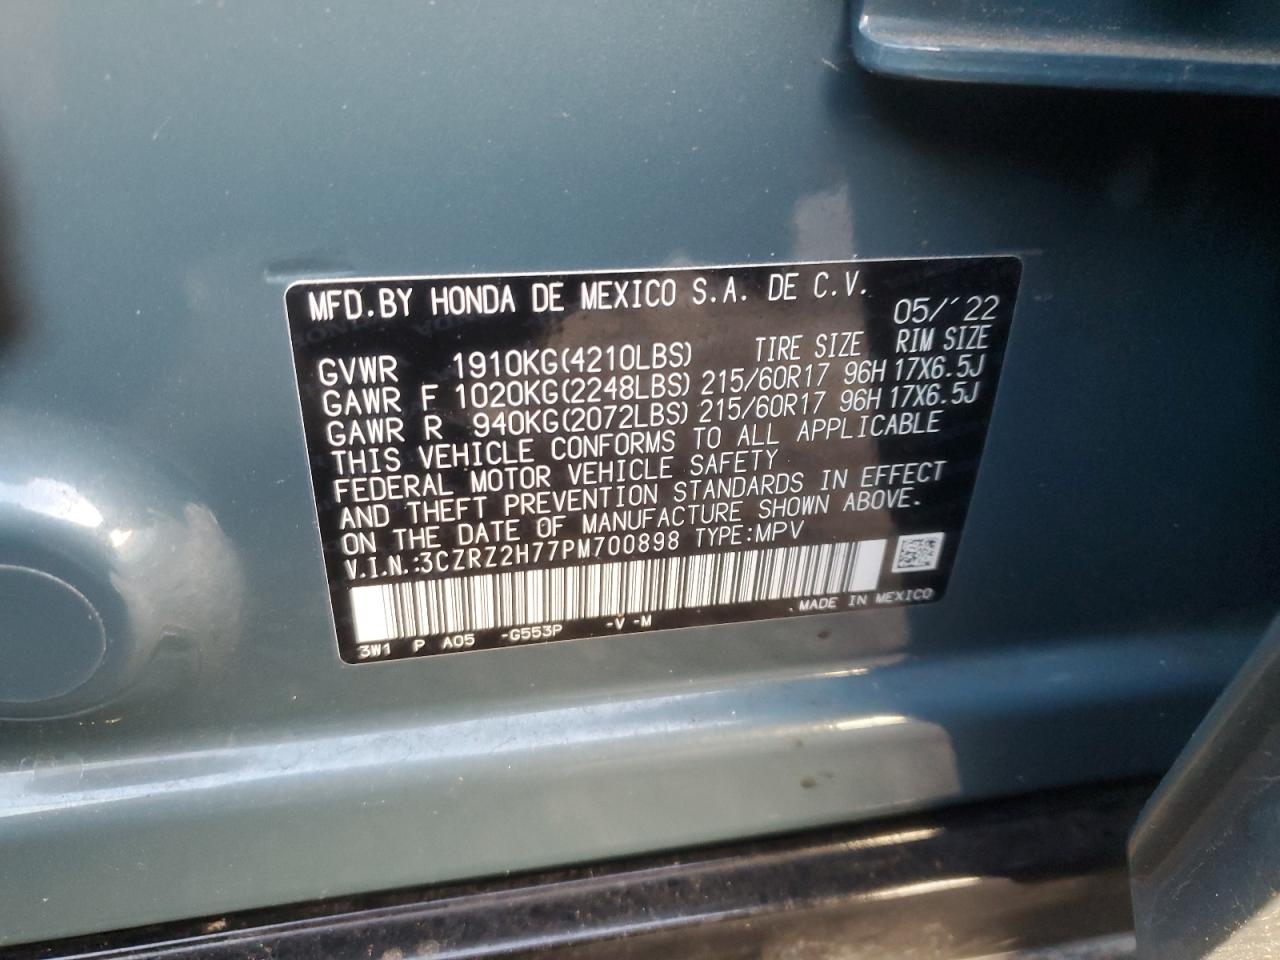 MFD.BY HONDA DE MEXICO S.A. DE C.V.
05/'22
GVWR 1910KG(4210LBS) TIRE SIZE RIM SIZE
GAWR F 1020KG(2248LBS) 215/60R17 96H 17X6.5J
GAWR R 940KG(2072LBS) 215/60R17 96H 17X6.5J
THIS VEHICLE CONFORMS TO ALL APPLICABLE
FEDERAL MOTOR VEHICLE SAFETY
AND THEFT PREVENTION STANDARDS IN EFFECT
ON THE DATE OF MANUFACTURE SHOWN ABOVE.
V.I.N.:3CZRZ2H77PM700898 TYPE:MPV
MADE IN MEXICO
3W1 P A05 -G553P -V -M